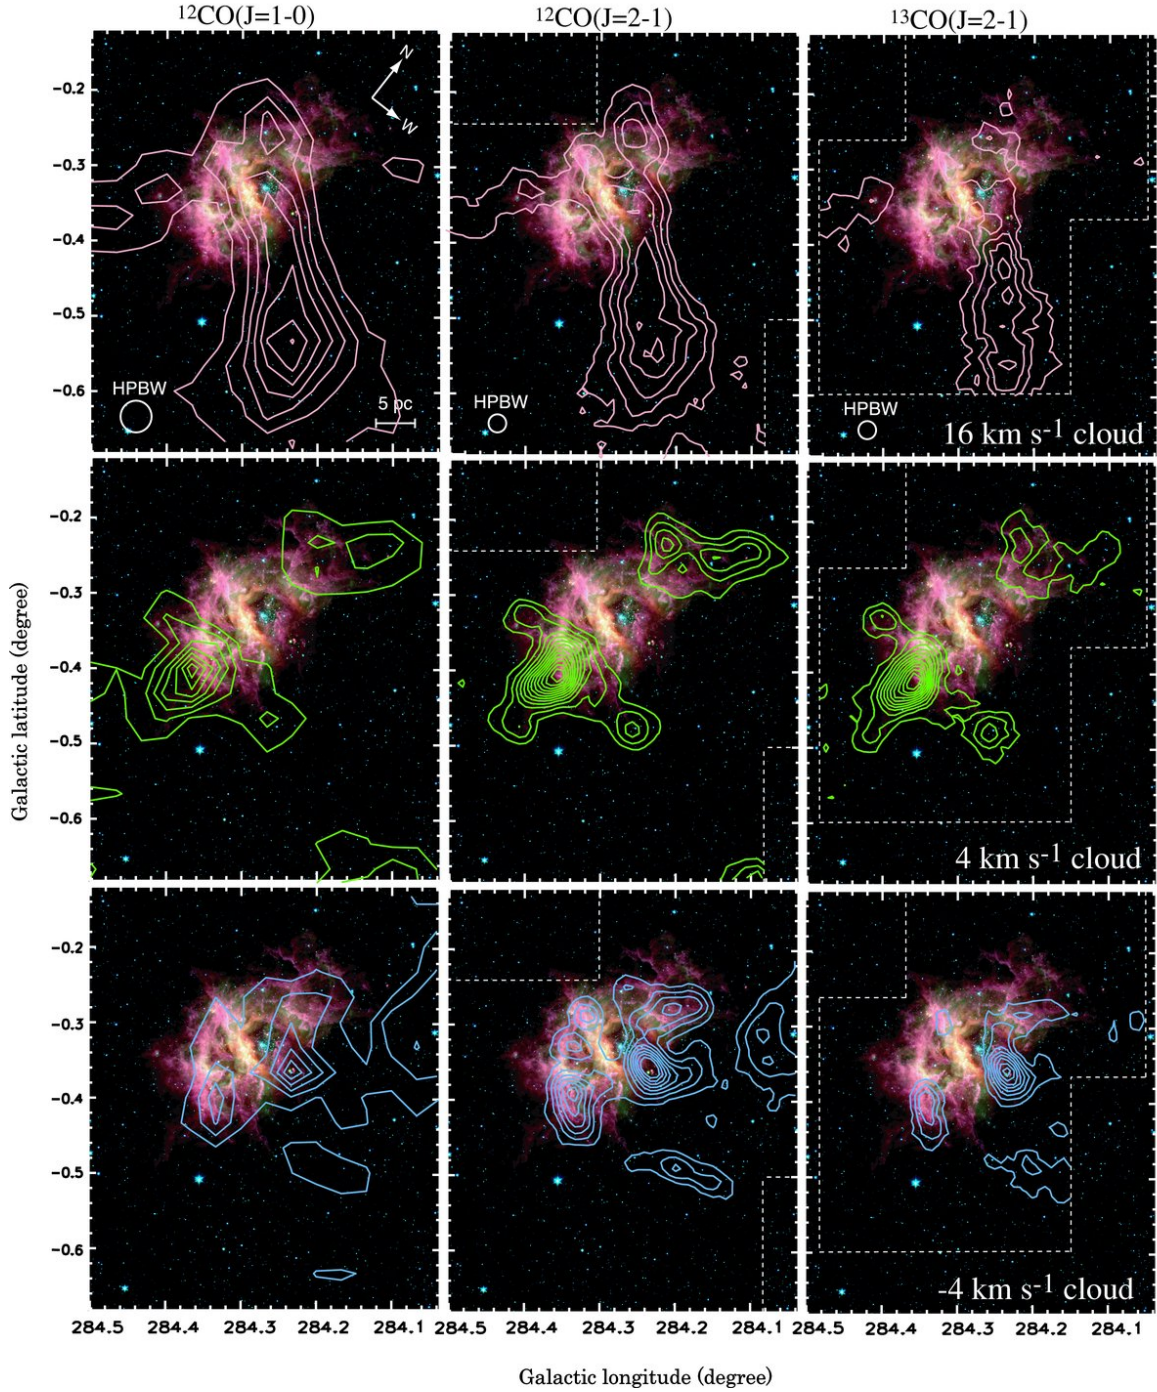 ¹²CO(J=1-0) ¹²CO(J=2-1) ¹³CO(J=2-1)
N
W
−0.2
−0.3
−0.4
−0.5
−0.6
HPBW
5 pc
HPBW
HPBW
16 km s⁻¹ cloud
−0.2
−0.3
−0.4
−0.5
−0.6
4 km s⁻¹ cloud
Galactic latitude (degree)
−0.2
−0.3
−0.4
−0.5
−0.6
-4 km s⁻¹ cloud
284.5 284.4 284.3 284.2 284.1 284.5 284.4 284.3 284.2 284.1 284.5 284.4 284.3 284.2 284.1
Galactic longitude (degree)